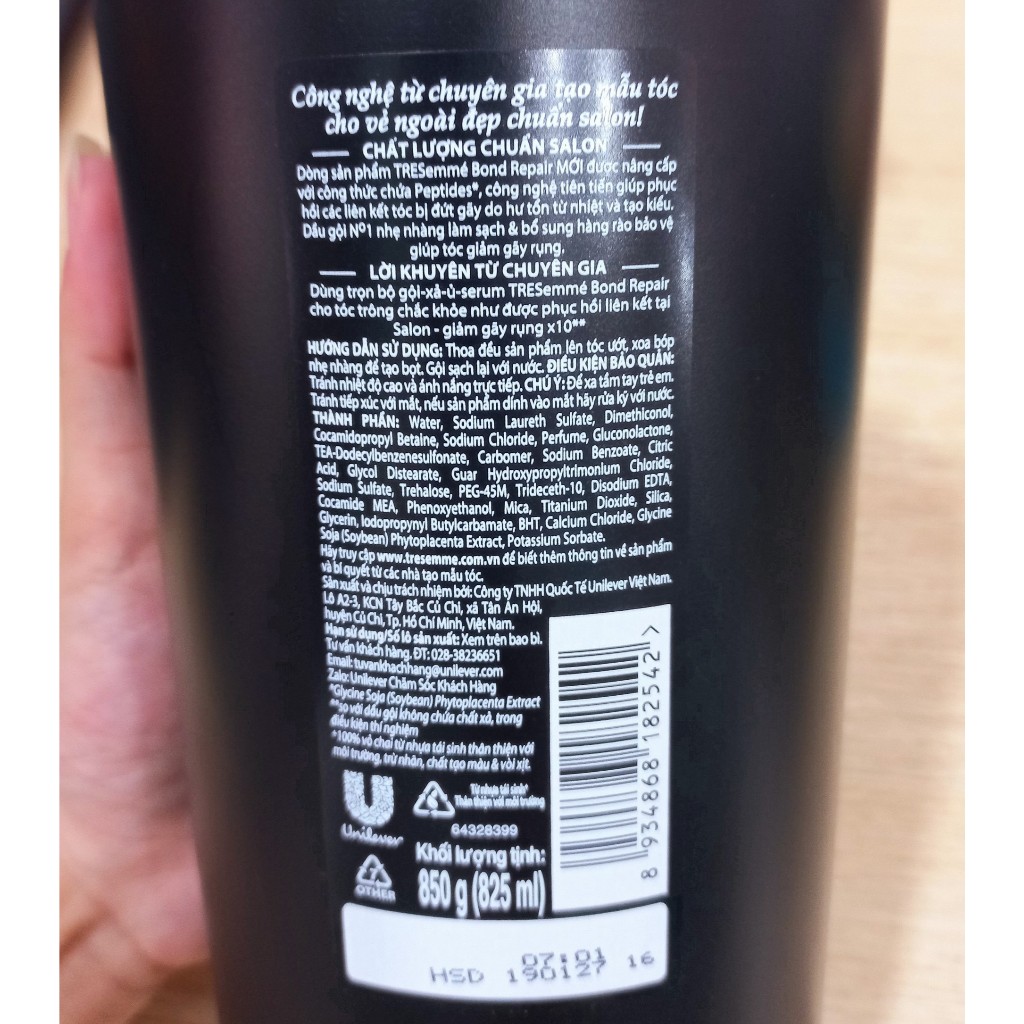 Công nghệ từ chuyên gia tạo mẫu tóc
cho vẻ ngoài đẹp chuẩn salon!
CHẤT LƯỢNG CHUẨN SALON
Dòng sản phẩm TRESemmé Bond Repair MỚI được nâng cấp
với công thức chứa Peptides*, công nghệ tiên tiến giúp phục
hồi các liên kết tóc bị đứt gãy do hư tổn từ nhiệt và tạo kiểu.
Dầu gội Nº1 nhẹ nhàng làm sạch & bổ sung hàng rào bảo vệ
giúp tóc giảm gãy rụng.
LỜI KHUYÊN TỪ CHUYÊN GIA
Dùng trọn bộ gội-xả-ủ-serum TRESemmé Bond Repair
cho tóc trông chắc khỏe như được phục hồi liên kết tại
Salon - giảm gãy rụng x10**
HƯỚNG DẪN SỬ DỤNG: Thoa đều sản phẩm lên tóc ướt, xoa bóp
nhẹ nhàng để tạo bọt. Gội sạch lại với nước. ĐIỀU KIỆN BẢO QUẢN:
Tránh nhiệt độ cao và ánh nắng trực tiếp. CHÚ Ý: Để xa tầm tay trẻ em.
Tránh tiếp xúc với mắt, nếu sản phẩm dính vào mắt hãy rửa kỹ với nước.
THÀNH PHẦN: Water, Sodium Laureth Sulfate, Dimethiconol,
Cocamidopropyl Betaine, Sodium Chloride, Perfume, Gluconolactone,
TEA-Dodecylbenzenesulfonate, Carbomer, Sodium Benzoate, Citric
Acid, Glycol Distearate, Guar Hydroxypropyltrimonium Chloride,
Sodium Sulfate, Trehalose, PEG-45M, Trideceth-10, Disodium EDTA,
Cocamide MEA, Phenoxyethanol, Mica, Titanium Dioxide, Silica,
Glycerin, Iodopropynyl Butylcarbamate, BHT, Calcium Chloride, Glycine
Soja (Soybean) Phytoplacenta Extract, Potassium Sorbate.
Hãy truy cập www.tresemme.com.vn để biết thêm thông tin về sản phẩm
và bí quyết từ các nhà tạo mẫu tóc.
Sản xuất và chịu trách nhiệm bởi: Công ty TNHH Quốc Tế Unilever Việt Nam.
Lô A2-3, KCN Tây Bắc Củ Chi, xã Tân An Hội,
huyện Củ Chi, Tp. Hồ Chí Minh, Việt Nam.
Hạn sử dụng/Số lô sản xuất: Xem trên bao bì.
Tư vấn khách hàng. ĐT: 028-38236651
Email: tuvankhachhang@unilever.com
Zalo: Unilever Chăm Sóc Khách Hàng
*Glycine Soja (Soybean) Phytoplacenta Extract
**so với dầu gội không chứa chất xả, trong
điều kiện thí nghiệm
*100% vỏ chai từ nhựa tái sinh thân thiện với
môi trường, trừ nhãn, chất tạo màu & vòi xịt.
Từ nhựa tái sinh*
Thân thiện với môi trường
Unilever
64328399
7
OTHER
Khối lượng tịnh:
850 g (825 ml)
8 934868 182542 >
07:01
HSD 190127 16